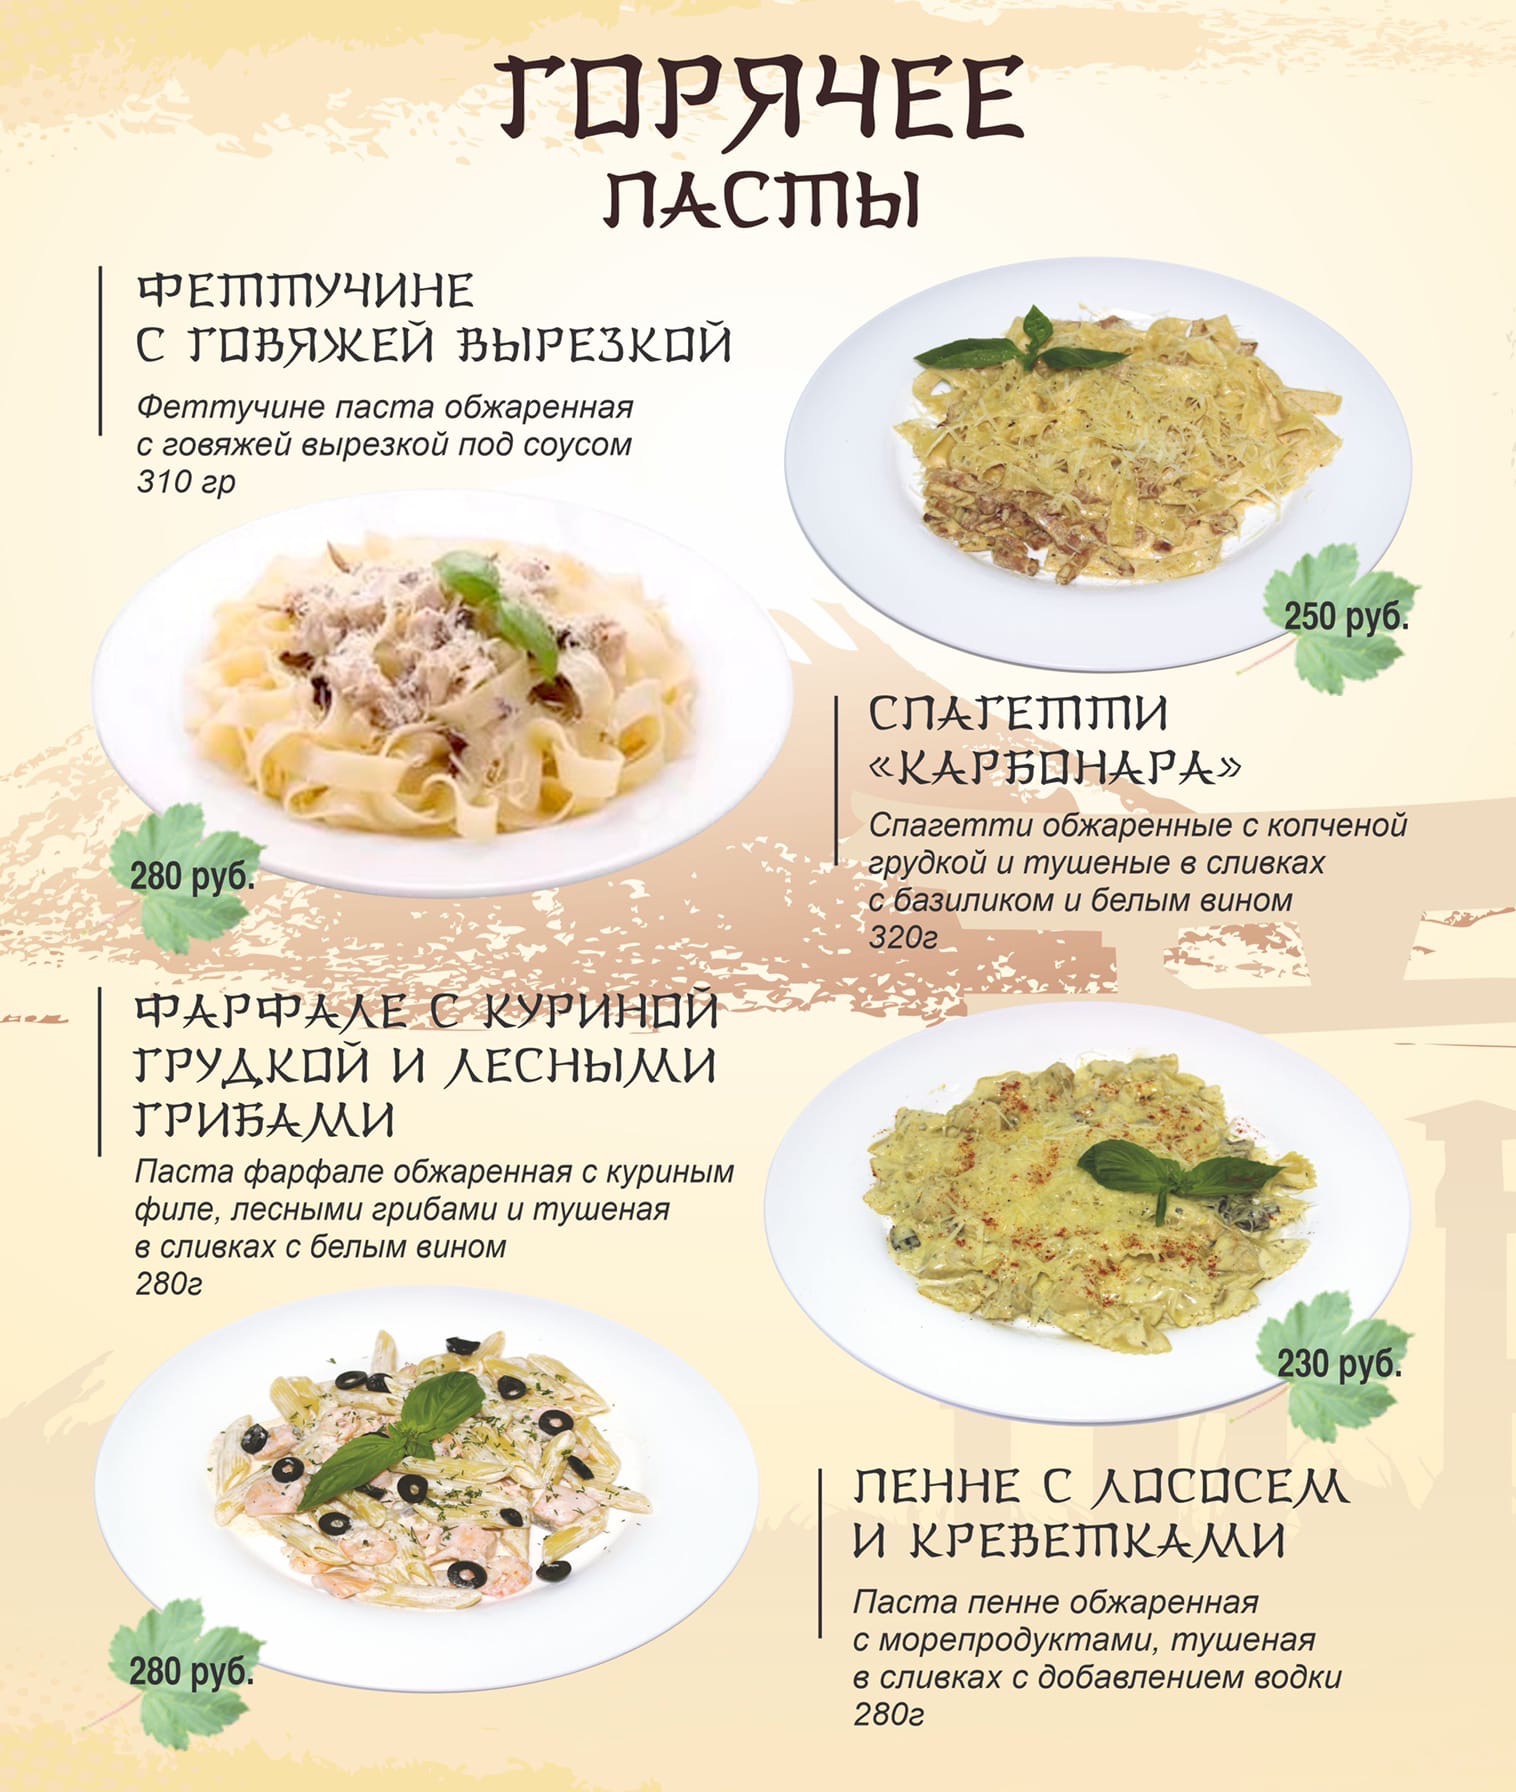 ГОРЯЧЕЕ
ПАСТЫ
ФЕТТУЧИНЕ
С ГОВЯЖЕЙ ВЫРЕЗКОЙ
Феттучине паста обжаренная
с говяжей вырезкой под соусом
310 гр
280 руб.
250 руб.
СПАГЕТТИ
«КАРБОНАРА»
Спагетти обжаренные с копченой
грудкой и тушеные в сливках
с базиликом и белым вином
320г
ФАРФАЛЕ С КУРИНОЙ
ГРУДКОЙ И ЛЕСНЫМИ
ГРИБАМИ
Паста фарфале обжаренная с куриным
филе, лесными грибами и тушеная
в сливках с белым вином
280г
230 руб.
280 руб.
ПЕННЕ С ЛОСОСЕМ
И КРЕВЕТКАМИ
Паста пенне обжаренная
с морепродуктами, тушеная
в сливках с добавлением водки
280г